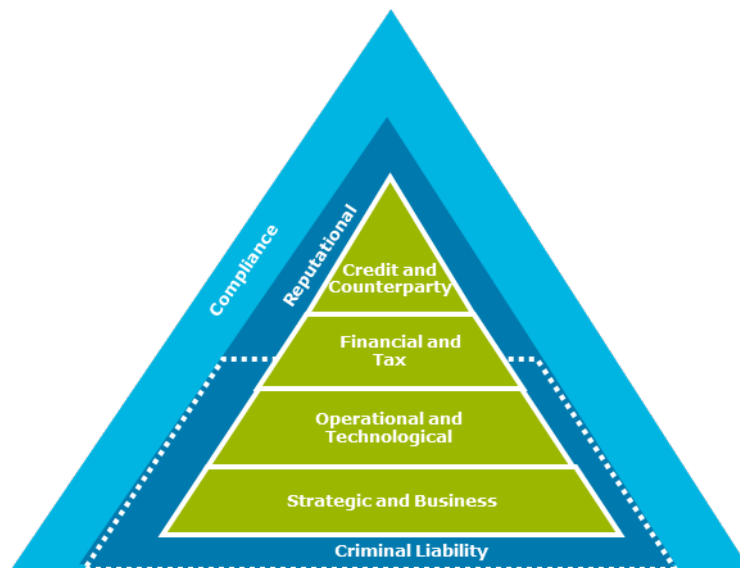 Compliance
Reputational
Credit and
Counterparty
Financial and
Tax
Operational and
Technological
Strategic and Business
Criminal Liability